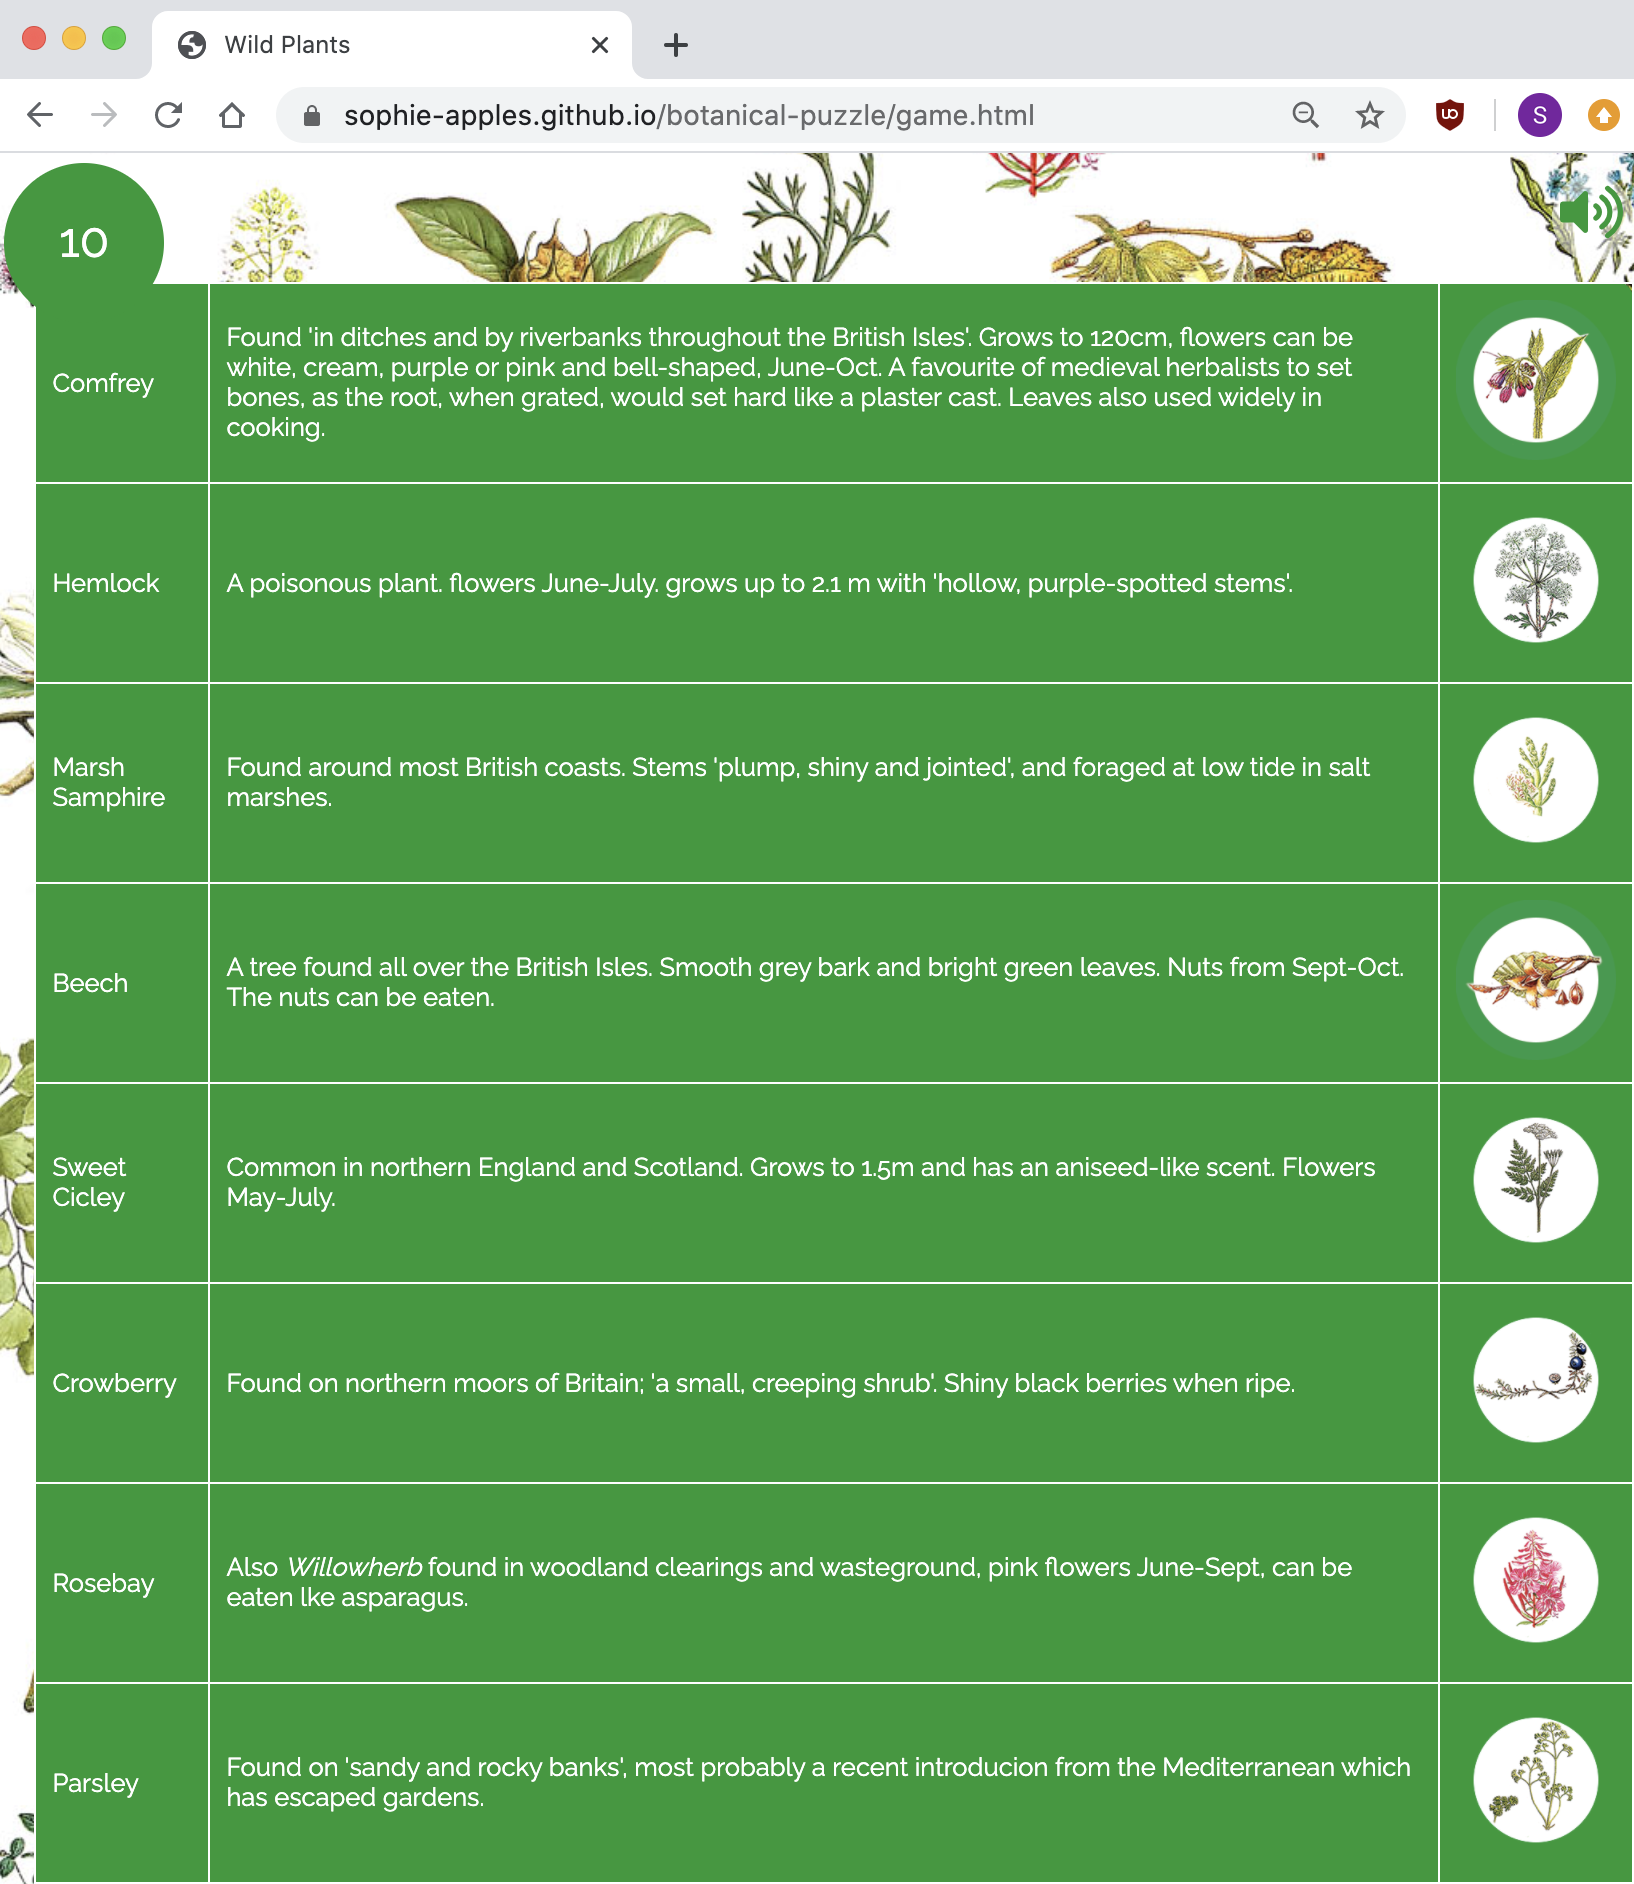 Wild Plants
sophie-apples.github.io/botanical-puzzle/game.html
S
10
Comfrey
Found 'in ditches and by riverbanks throughout the British Isles'. Grows to 120cm, flowers can be
white, cream, purple or pink and bell-shaped, June-Oct. A favourite of medieval herbalists to set
bones, as the root, when grated, would set hard like a plaster cast. Leaves also used widely in
cooking.
Hemlock
A poisonous plant. flowers June-July. grows up to 2.1 m with 'hollow, purple-spotted stems'.
Marsh
Samphire
Found around most British coasts. Stems 'plump, shiny and jointed', and foraged at low tide in salt
marshes.
Beech
A tree found all over the British Isles. Smooth grey bark and bright green leaves. Nuts from Sept-Oct.
The nuts can be eaten.
Sweet
Cicley
Common in northern England and Scotland. Grows to 1.5m and has an aniseed-like scent. Flowers
May-July.
Crowberry
Found on northern moors of Britain; 'a small, creeping shrub'. Shiny black berries when ripe.
Rosebay
Also Willowherb found in woodland clearings and wasteground, pink flowers June-Sept, can be
eaten lke asparagus.
Parsley
Found on 'sandy and rocky banks', most probably a recent introducion from the Mediterranean which
has escaped gardens.